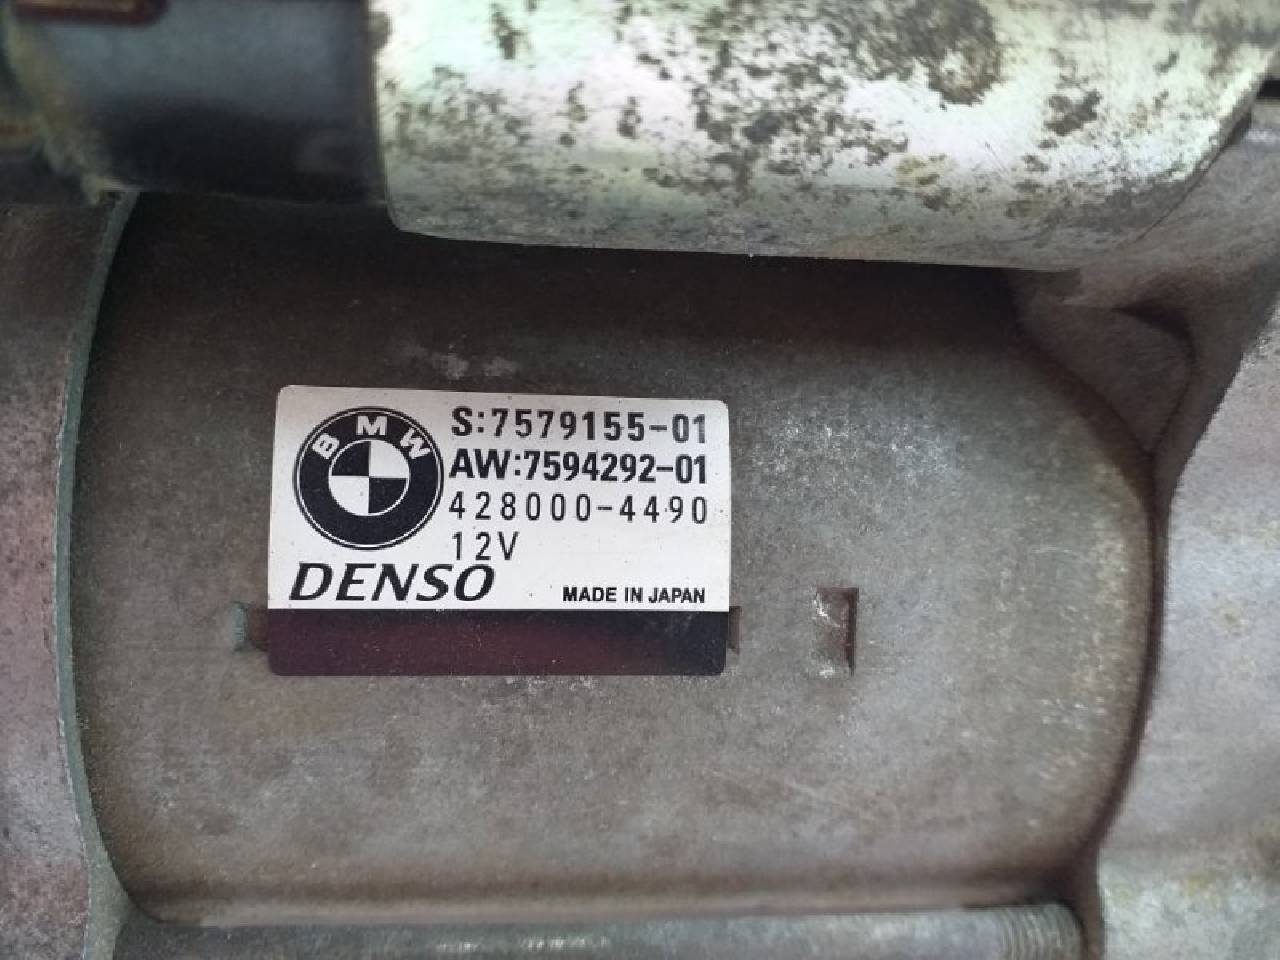 BMW
S:7579155-01
AW:7594292-01
428000-4490
12V
DENSO
MADE IN JAPAN